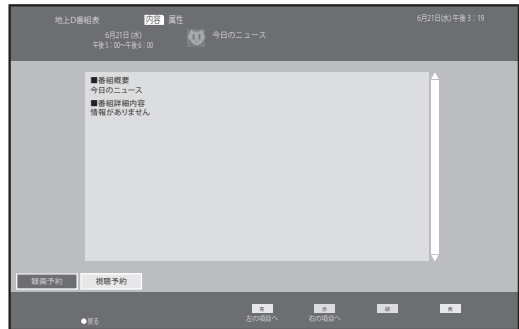 地上D番組表 内容 属性 6月21日(水)午後3:19
6月21日(水) 今日のニュース
午後5:00~午後6:00
■番組概要
今日のニュース
■番組詳細内容
情報がありません
録画予約 視聴予約
青 赤 緑 黄
●戻る 左の項目へ 右の項目へ